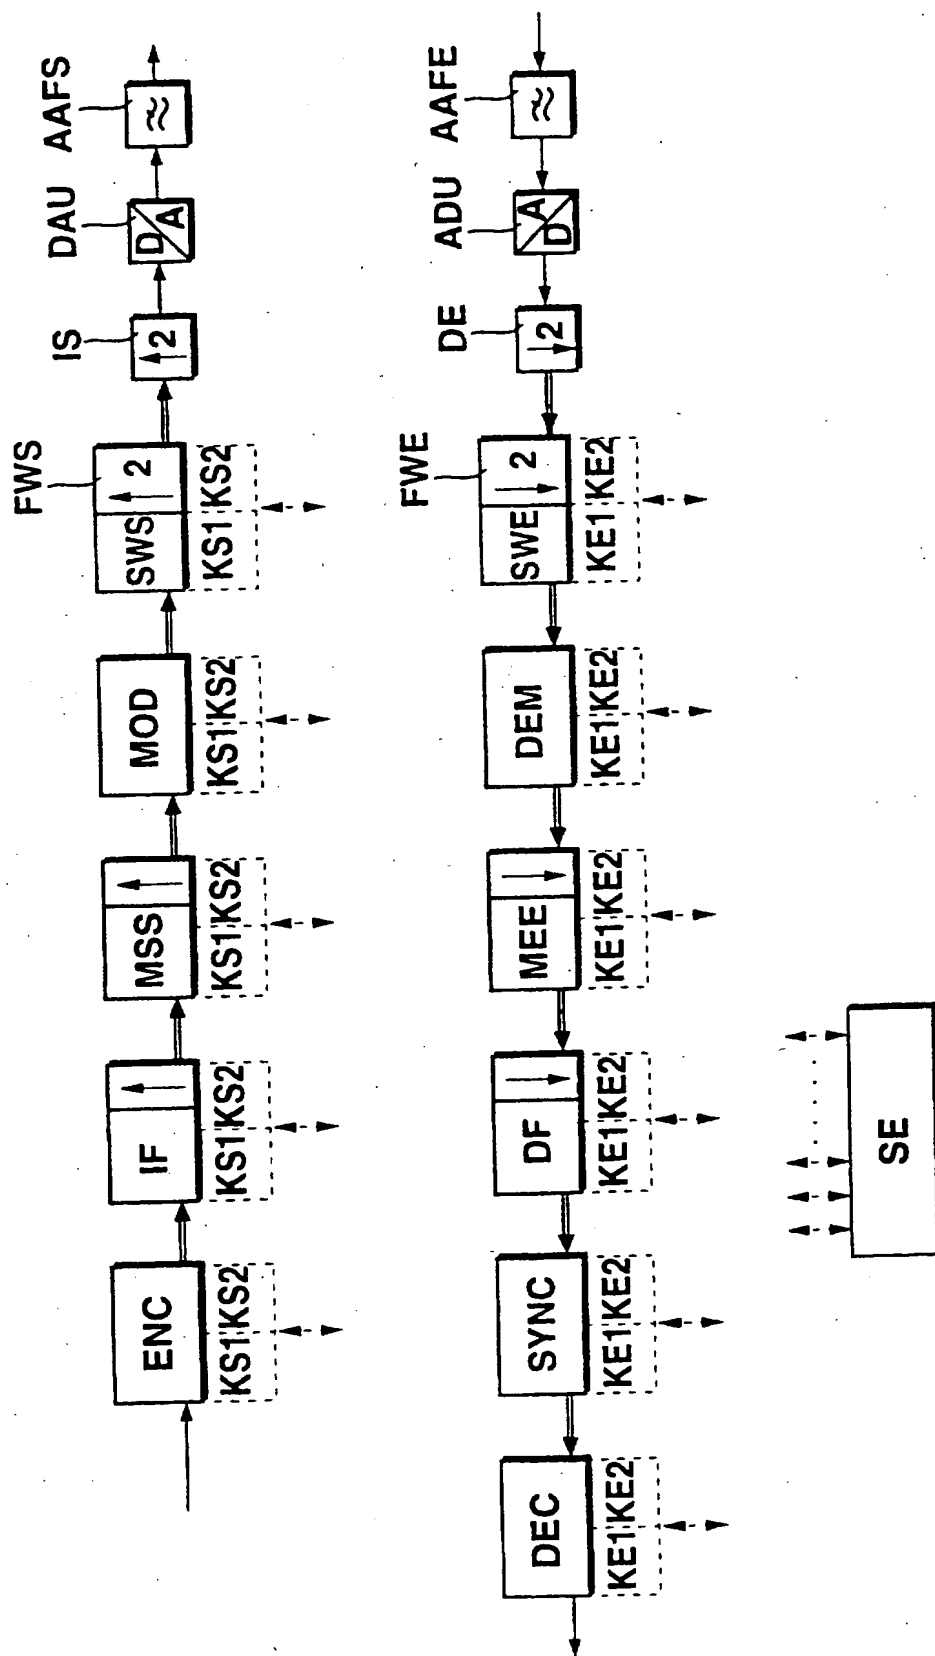 FWS IS DAU AAFS
ENC IF MSS MOD SWS 2 2 D A ≈
KS1 KS2 KS1 KS2 KS1 KS2 KS1 KS2 KS1 KS2
FWE DE ADU AAFE
DEC SYNC DF MEE DEM SWE 2 2 D A ≈
KE1 KE2 KE1 KE2 KE1 KE2 KE1 KE2 KE1 KE2 KE1 KE2
SE